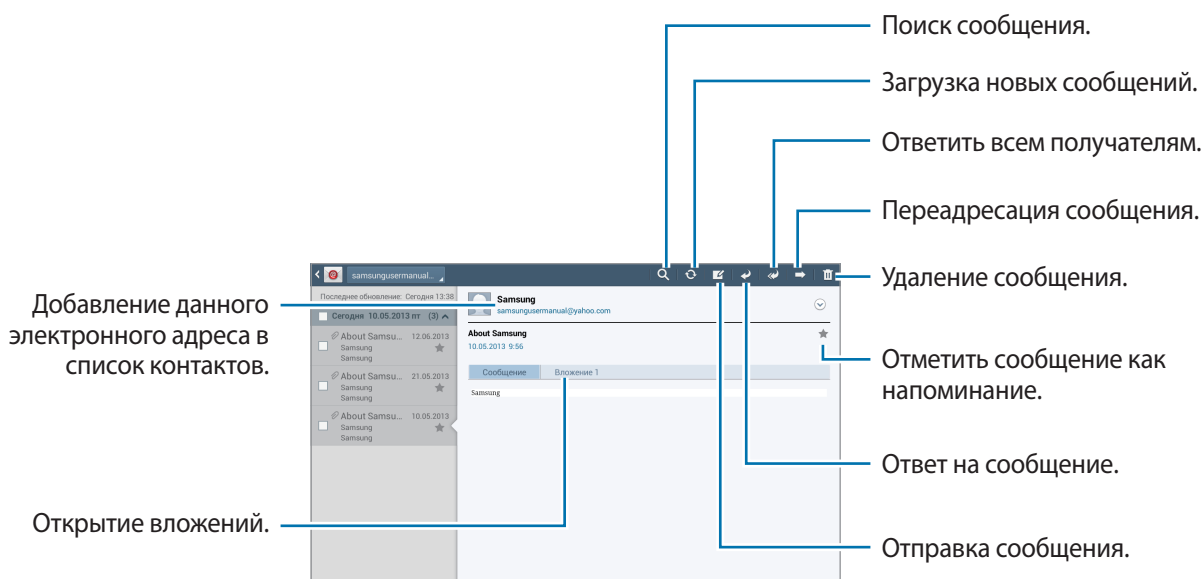 Поиск сообщения.
Загрузка новых сообщений.
Ответить всем получателям.
Переадресация сообщения.
Удаление сообщения.
Отметить сообщение как
напоминание.
Ответ на сообщение.
Отправка сообщения.
Добавление данного
электронного адреса в
список контактов.
Открытие вложений.
samsungusermanual...
Последнее обновление: Сегодня 13:38
Сегодня 10.05.2013 пт (3)
About Samsu... 12.06.2013
Samsung
Samsung
About Samsu... 21.05.2013
Samsung
Samsung
About Samsu... 10.05.2013
Samsung
Samsung
Samsung
samsungusermanual@yahoo.com
About Samsung
10.05.2013 9:56
Сообщение Вложение 1
Samsung